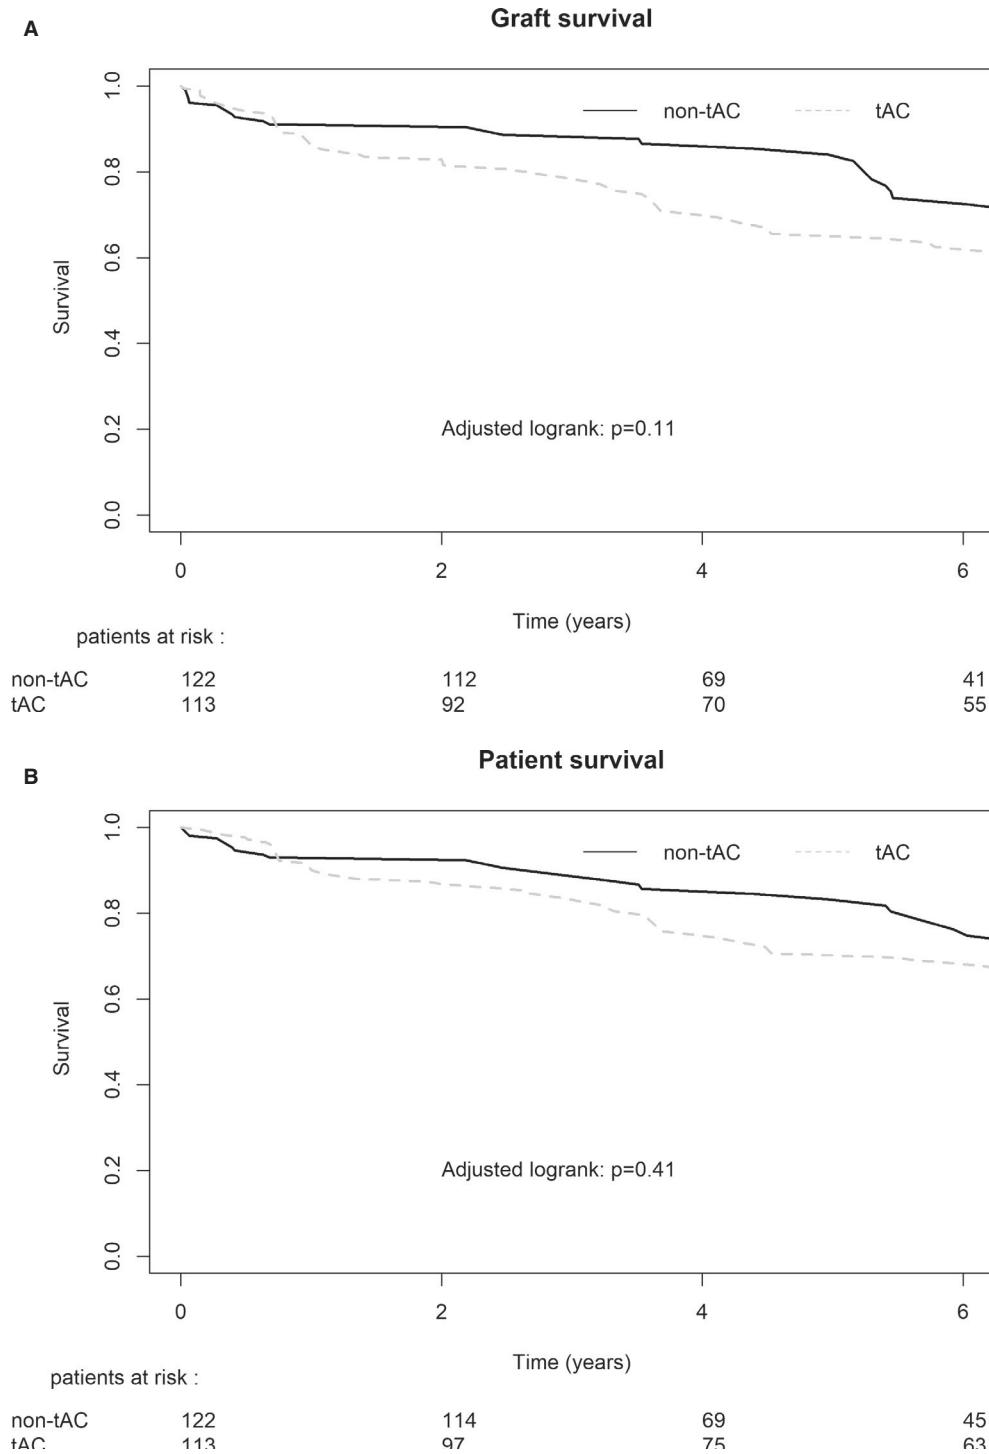 A
Graft survival
non-tAC tAC
Survival
0.0 0.2 0.4 0.6 0.8 1.0
Adjusted logrank: p=0.11
0 2 4 6
Time (years)
patients at risk :
non-tAC 122 112 69 41
tAC 113 92 70 55
B
Patient survival
non-tAC tAC
Survival
0.0 0.2 0.4 0.6 0.8 1.0
Adjusted logrank: p=0.41
0 2 4 6
Time (years)
patients at risk :
non-tAC 122 114 69 45
tAC 113 97 75 63